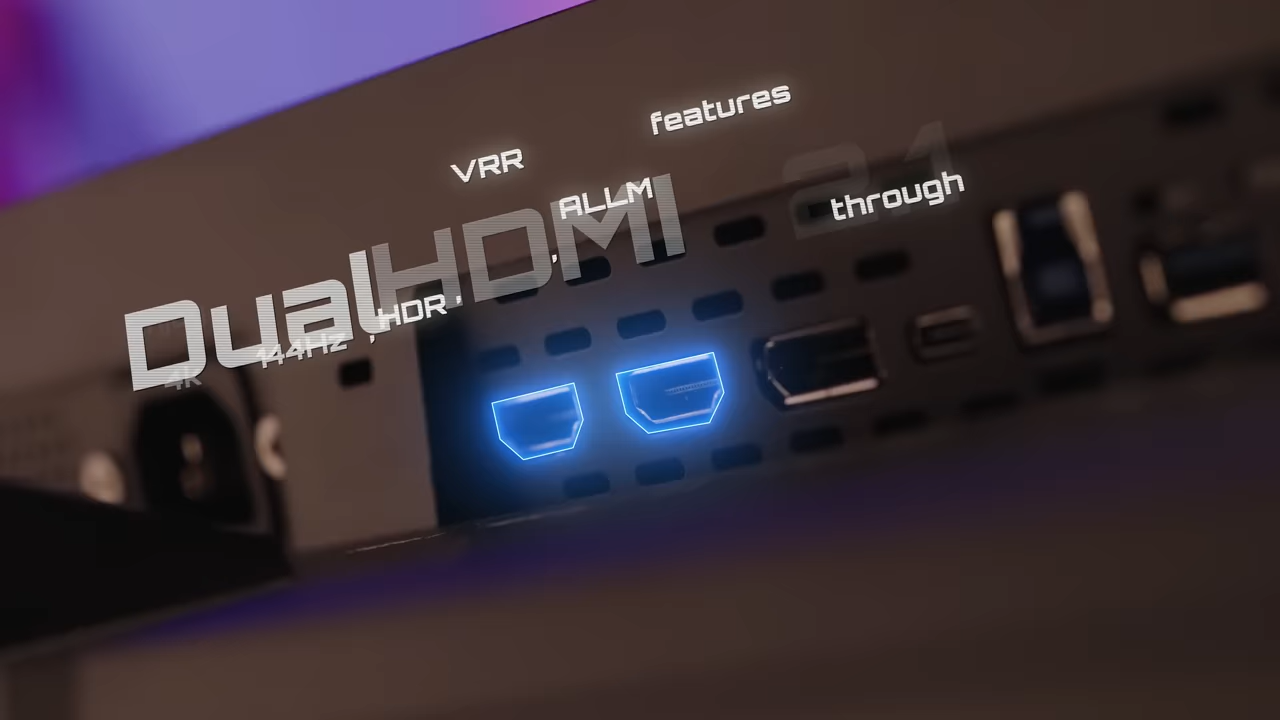 Dual HDMI 2.1
4K 144Hz , HDR , VRR , ALLM features through